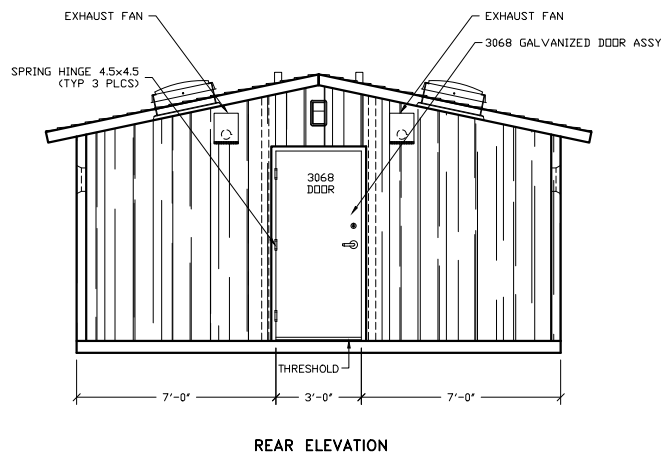 EXHAUST FAN
EXHAUST FAN
3068 GALVANIZED DOOR ASSY
SPRING HINGE 4.5x4.5
(TYP 3 PLCS)
3068
DOOR
THRESHOLD
7'-0"
3'-0"
7'-0"
REAR ELEVATION